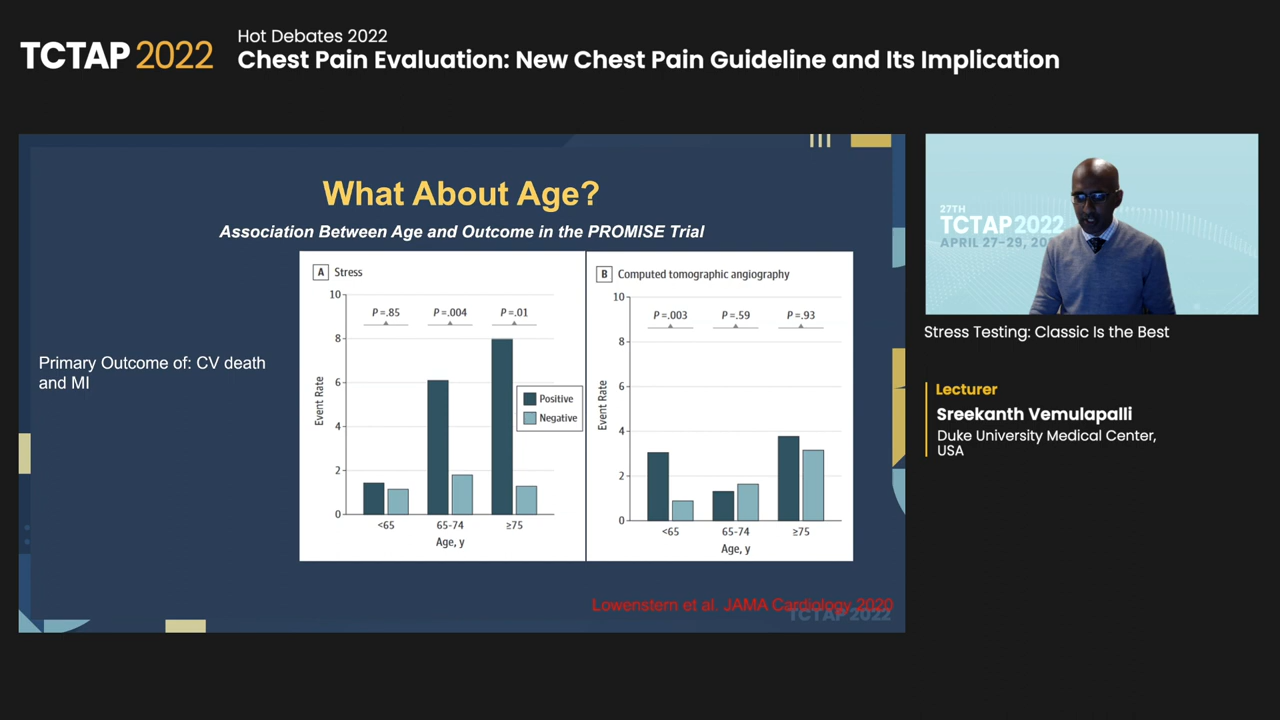 TCTAP 2022
Hot Debates 2022
Chest Pain Evaluation: New Chest Pain Guideline and Its Implication
What About Age?
Association Between Age and Outcome in the PROMISE Trial
Primary Outcome of: CV death
and MI
A Stress
10
8
6
4
2
0
Event Rate
P =.85
P =.004
P =.01
Positive
Negative
<65
65-74
≥75
Age, y
B Computed tomographic angiography
10
8
6
4
2
0
Event Rate
P =.003
P =.59
P =.93
<65
65-74
≥75
Age, y
Lowenstern et al. JAMA Cardiology 2020
TCTAP 2022
27TH
TCTAP 2022
APRIL 27-29, 20
Stress Testing: Classic Is the Best
Lecturer
Sreekanth Vemulapalli
Duke University Medical Center,
USA